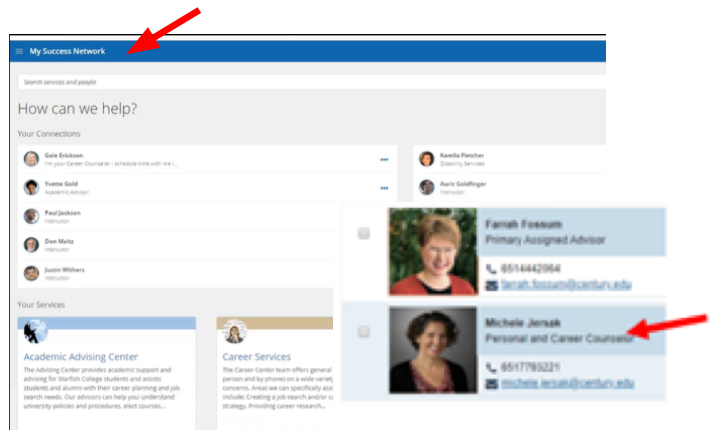 My Success Network
Search services and people
How can we help?
Your Connections
Gale Erickson
I'm your Career Counselor - schedule time with me i...
Yvette Gold
Academic Advisor
Paul Jackson
Instructor
Don Maitz
Instructor
Justin Withers
Instructor
Kamila Fletcher
Disability Services
Auric Goldfinger
Instructor
Farrah Fossum
Primary Assigned Advisor
6514442064
farrah.fossum@century.edu
Michele Jersak
Personal and Career Counselor
6517793221
michele.jersak@century.edu
Your Services
Academic Advising Center
The Advising Center provides academic support and
advising for Starfish College students and assists
students and alumni with their career planning and job
search needs. Our advisors can help you understand
university policies and procedures, elect courses...
Career Services
The Career Center team offers general
person and by phone) on a wide variety
concerns. Areas we can specifically assi
include: Creating a job search and/or ca
strategy. Providing career research...